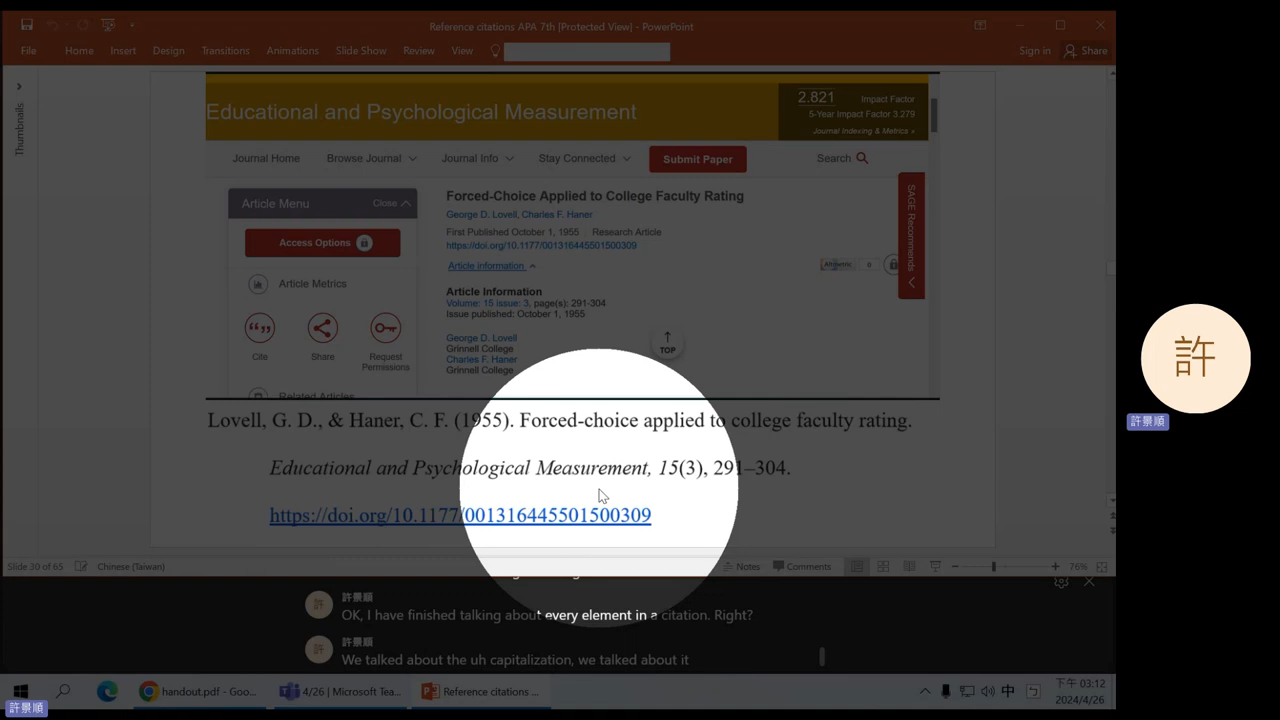 Reference citations APA 7th [Protected View] - PowerPoint
File Home Insert Design Transitions Animations Slide Show Review View Sign in Share
Thumbnails
Educational and Psychological Measurement
2.821 Impact Factor
5-Year Impact Factor 3.279
Journal Indexing & Metrics »
Journal Home Browse Journal Journal Info Stay Connected Submit Paper Search
Article Menu Close
Access Options
Article Metrics
Cite Share Request Permissions
Related Articles
Forced-Choice Applied to College Faculty Rating
George D. Lovell, Charles F. Haner
First Published October 1, 1955 Research Article
https://doi.org/10.1177/001316445501500309
Article information
Altmetric 0
Article Information
Volume: 15 issue: 3, page(s): 291-304
Issue published: October 1, 1955
George D. Lovell
Grinnell College
Charles F. Haner
Grinnell College
TOP
SAGE Recommends
Lovell, G. D., & Haner, C. F. (1955). Forced-choice applied to college faculty rating.
Educational and Psychological Measurement, 15(3), 291–304.
https://doi.org/10.1177/001316445501500309
Slide 30 of 65 Chinese (Taiwan) Notes Comments 76%
許
許景順
許 許景順
OK, I have finished talking about every element in a citation. Right?
許 許景順
We talked about the uh capitalization, we talked about it
handout.pdf - Goo...
4/26 | Microsoft Tea...
Reference citations ...
中
下午 03:12
2024/4/26
許景順